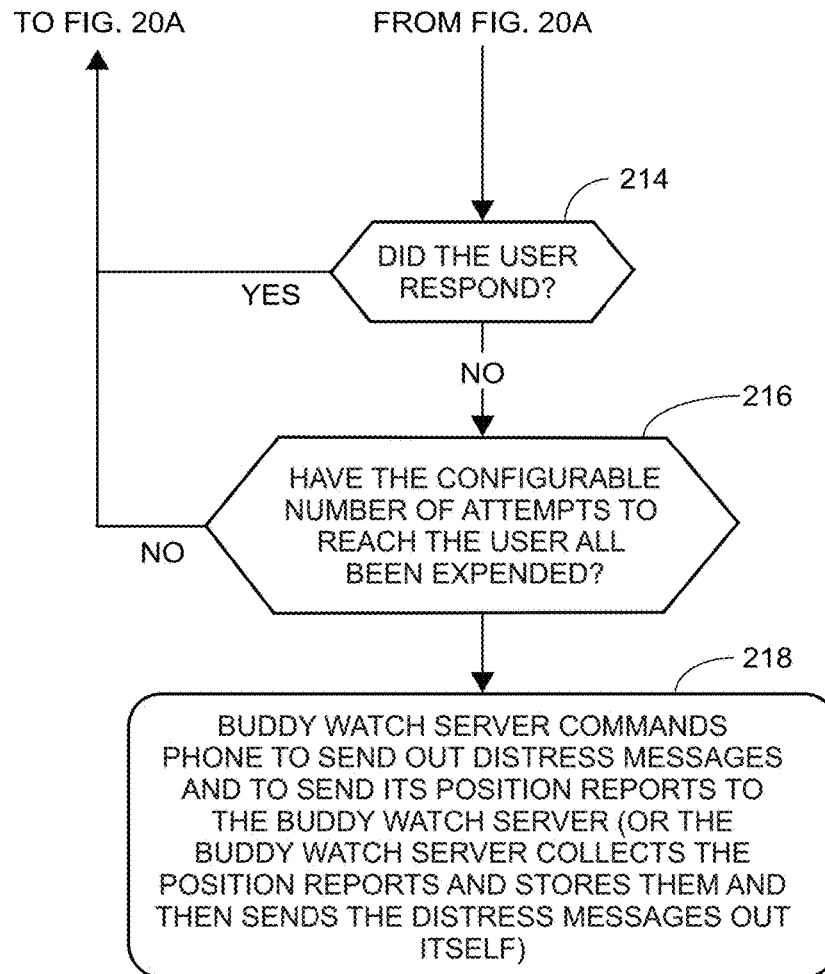 TO FIG. 20A
FROM FIG. 20A
214
DID THE USER
RESPOND?
YES
NO
216
HAVE THE CONFIGURABLE
NUMBER OF ATTEMPTS TO
REACH THE USER ALL
BEEN EXPENDED?
NO
218
BUDDY WATCH SERVER COMMANDS
PHONE TO SEND OUT DISTRESS MESSAGES
AND TO SEND ITS POSITION REPORTS TO
THE BUDDY WATCH SERVER (OR THE
BUDDY WATCH SERVER COLLECTS THE
POSITION REPORTS AND STORES THEM AND
THEN SENDS THE DISTRESS MESSAGES OUT
ITSELF)